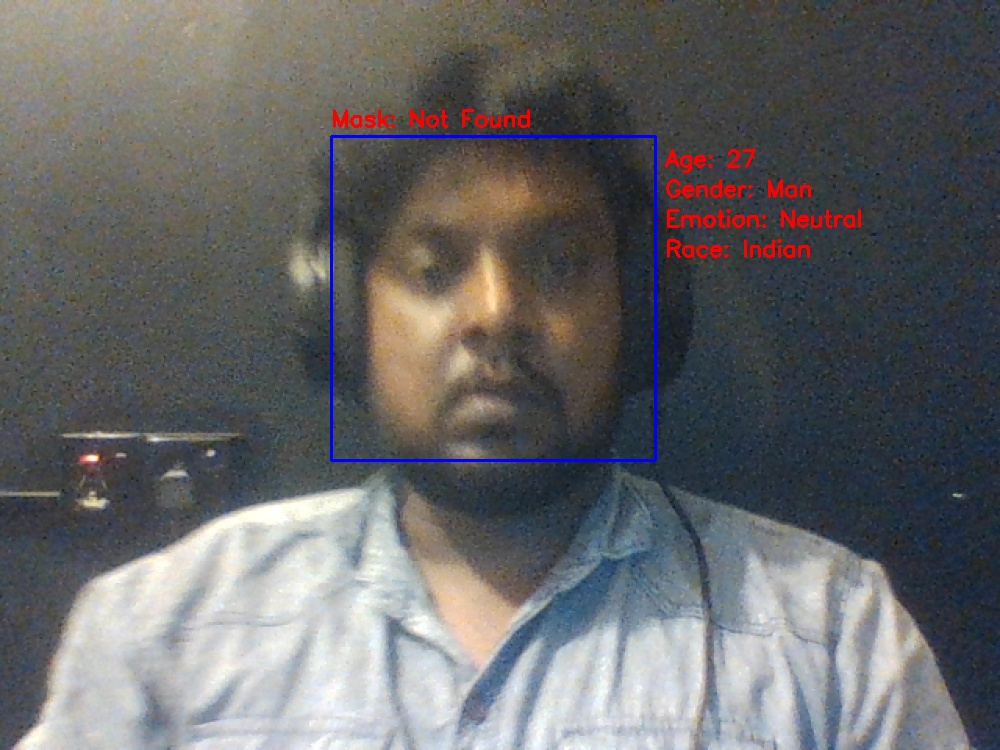 Mask: Not Found
Age: 27
Gender: Man
Emotion: Neutral
Race: Indian